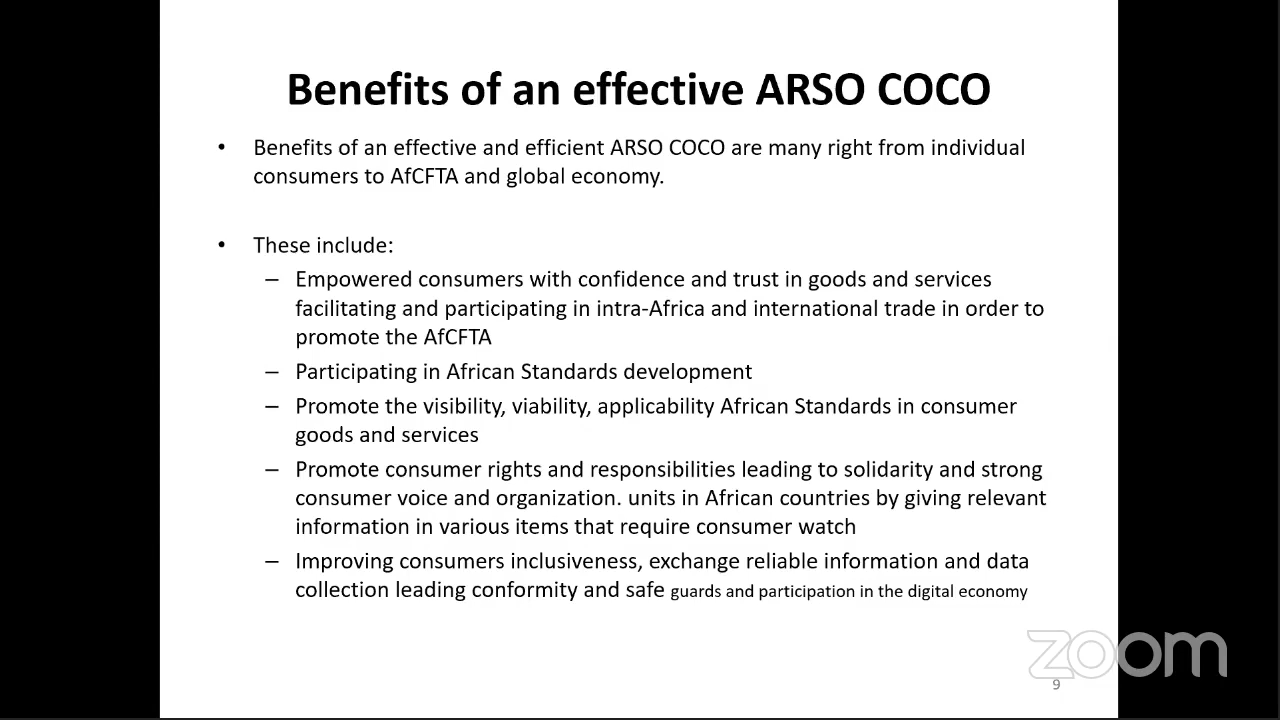 Benefits of an effective ARSO COCO
• Benefits of an effective and efficient ARSO COCO are many right from individual
consumers to AfCFTA and global economy.
• These include:
– Empowered consumers with confidence and trust in goods and services
facilitating and participating in intra-Africa and international trade in order to
promote the AfCFTA
– Participating in African Standards development
– Promote the visibility, viability, applicability African Standards in consumer
goods and services
– Promote consumer rights and responsibilities leading to solidarity and strong
consumer voice and organization. units in African countries by giving relevant
information in various items that require consumer watch
– Improving consumers inclusiveness, exchange reliable information and data
collection leading conformity and safe guards and participation in the digital economy
zoom
9